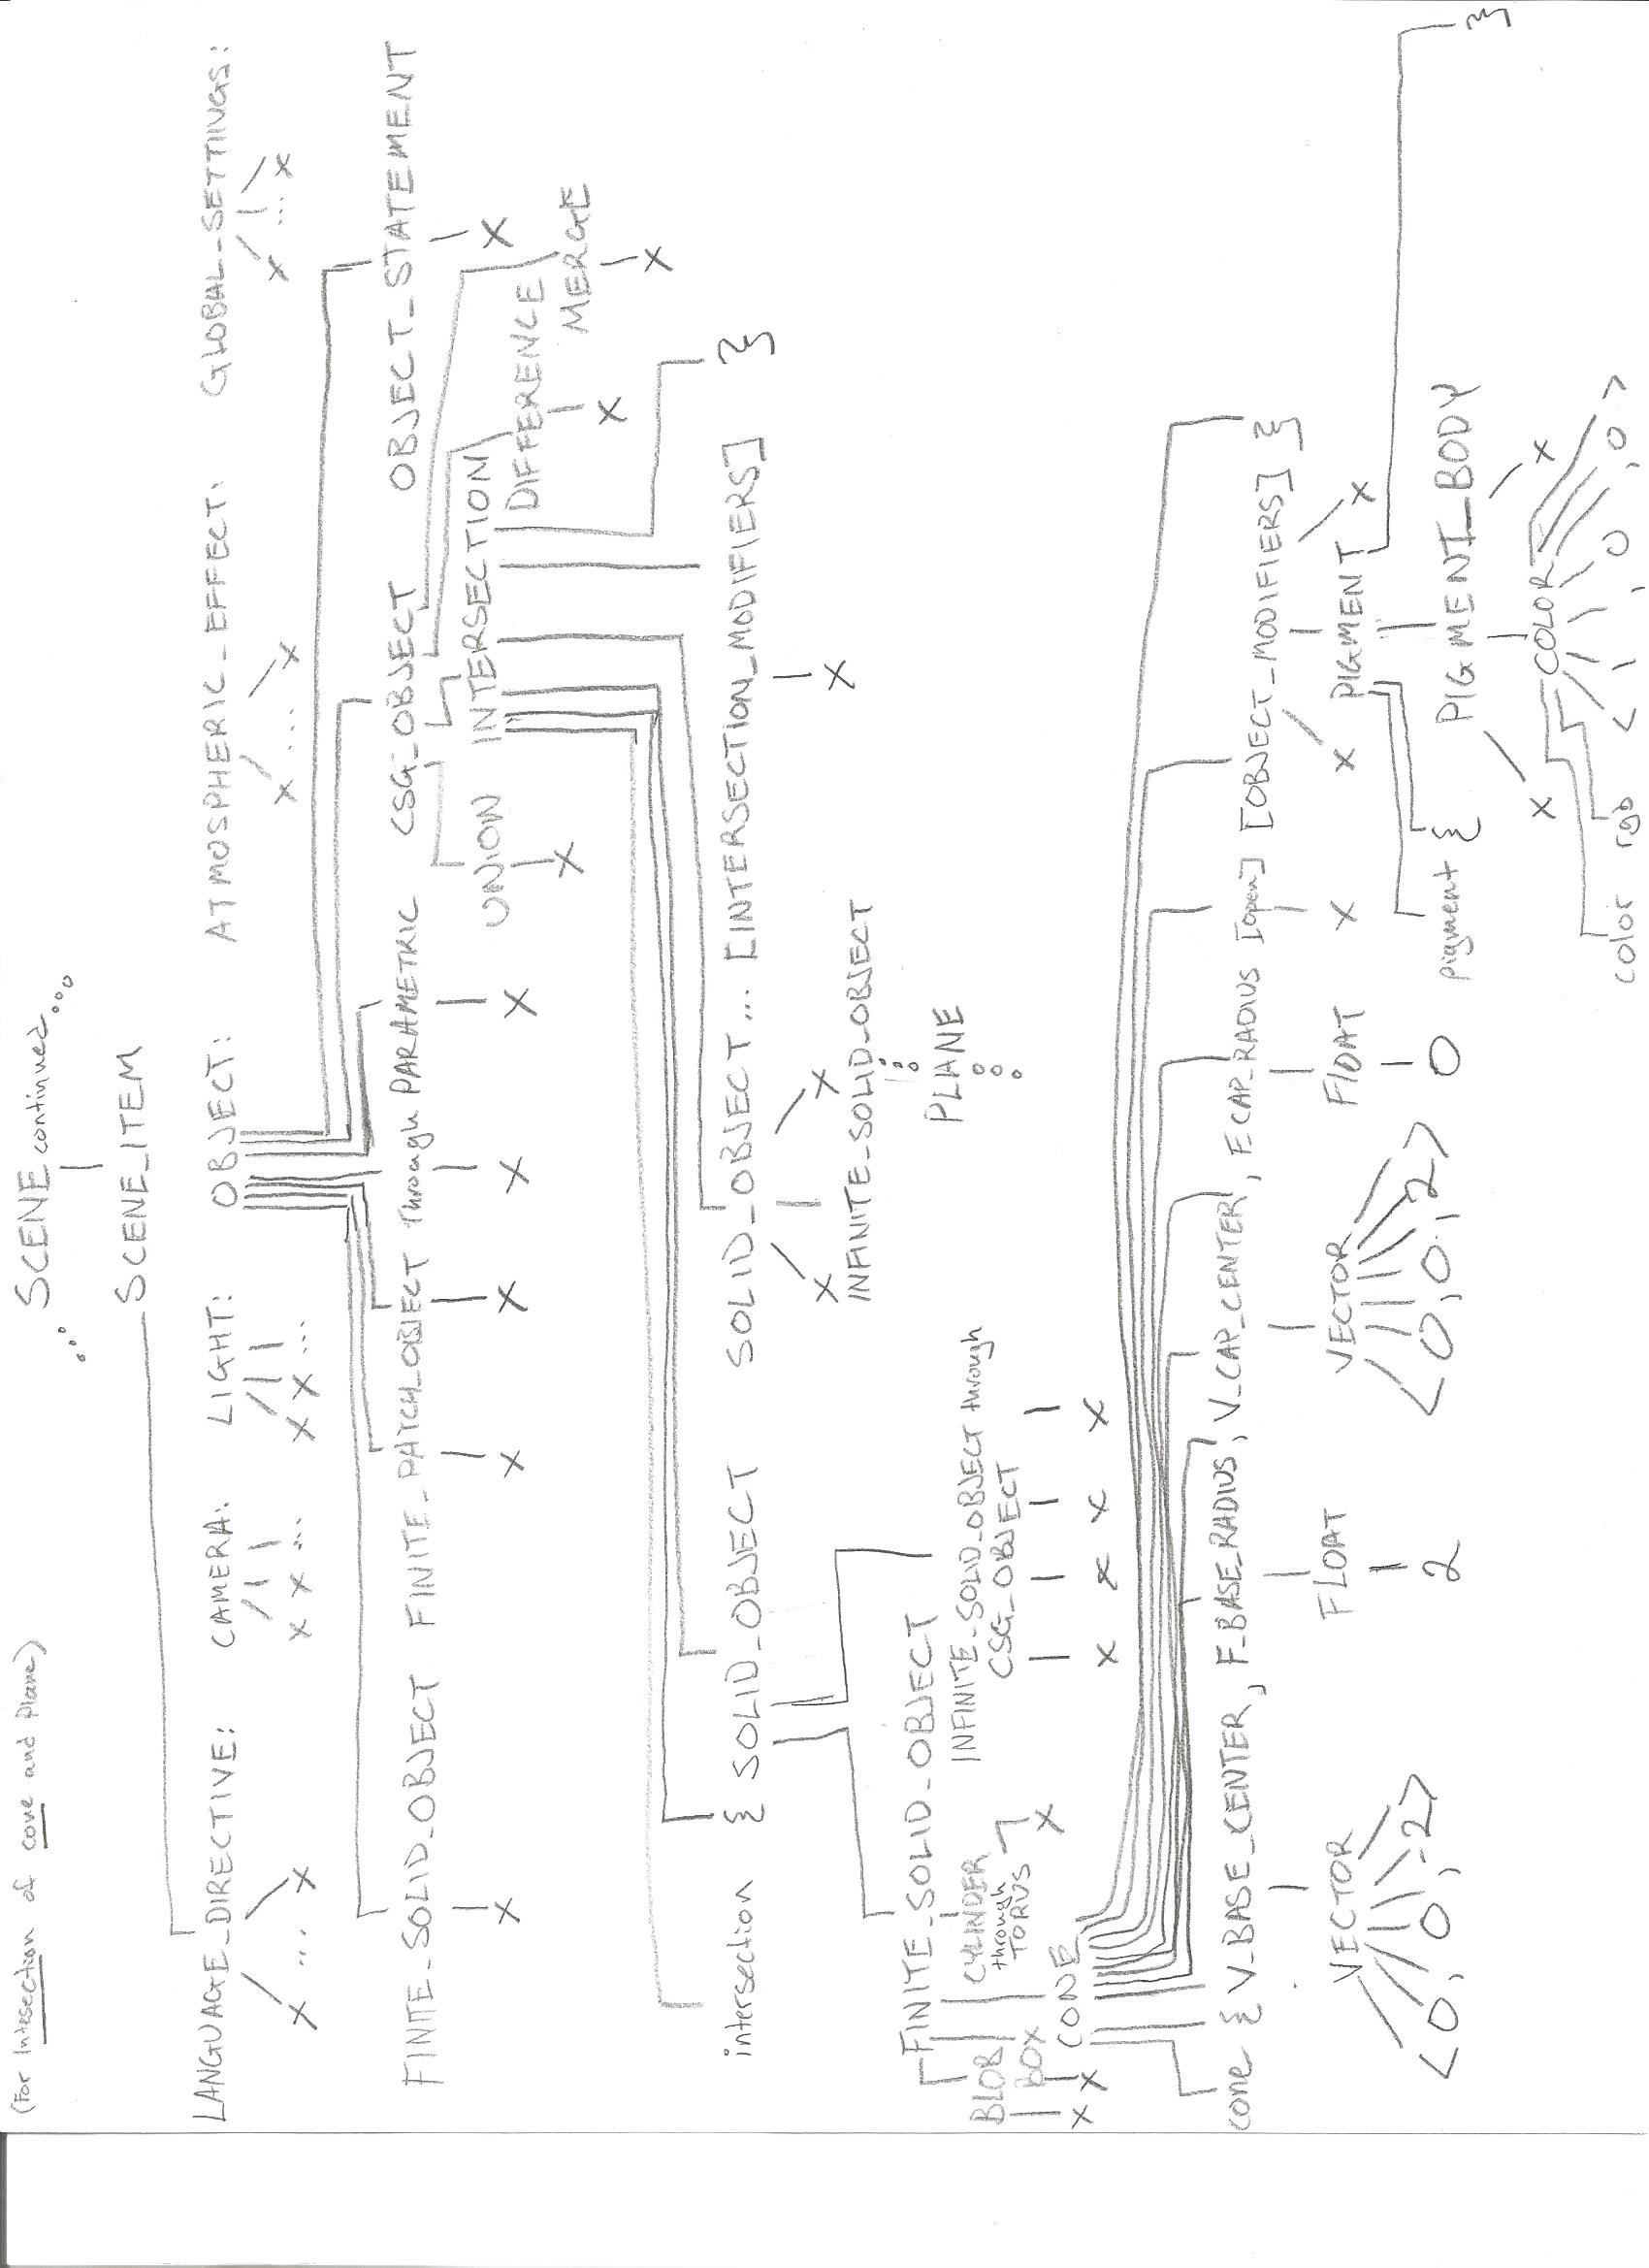 (For Intesection of cone and plane)
... SCENE continued ...
SCENE_ITEM
LANGUAGE_DIRECTIVE: CAMERA: LIGHT: OBJECT: ATMOSPHERIC_EFFECT: GLOBAL_SETTINGS:
X ... X X X ... X X ... X ... X X ... X
FINITE_SOLID_OBJECT FINITE_PATCH_OBJECT Through PARAMETRIC CSG_OBJECT OBJECT_STATEMENT
X X X X X X
UNION INTERSECTION DIFFERENCE MERGE
X X X
intersection { SOLID_OBJECT SOLID_OBJECT ... [INTERSECTION_MODIFIERS] }
X X X
INFINITE_SOLID_OBJECT
PLANE
FINITE_SOLID_OBJECT INFINITE_SOLID_OBJECT through
CSG_OBJECT
BLOB BOX CONE CYLINDER
through
TORUS
X X X X X X X
cone { V_BASE_CENTER, F_BASE_RADIUS, V_CAP_CENTER, F_CAP_RADIUS [open] [OBJECT_MODIFIERS] }
VECTOR FLOAT VECTOR FLOAT X X PIGMENT X
<0, 0, -2> 2 <0, 0, 2> 0 pigment { PIGMENT_BODY }
X COLOR X
color rgb <1, 0, 0>